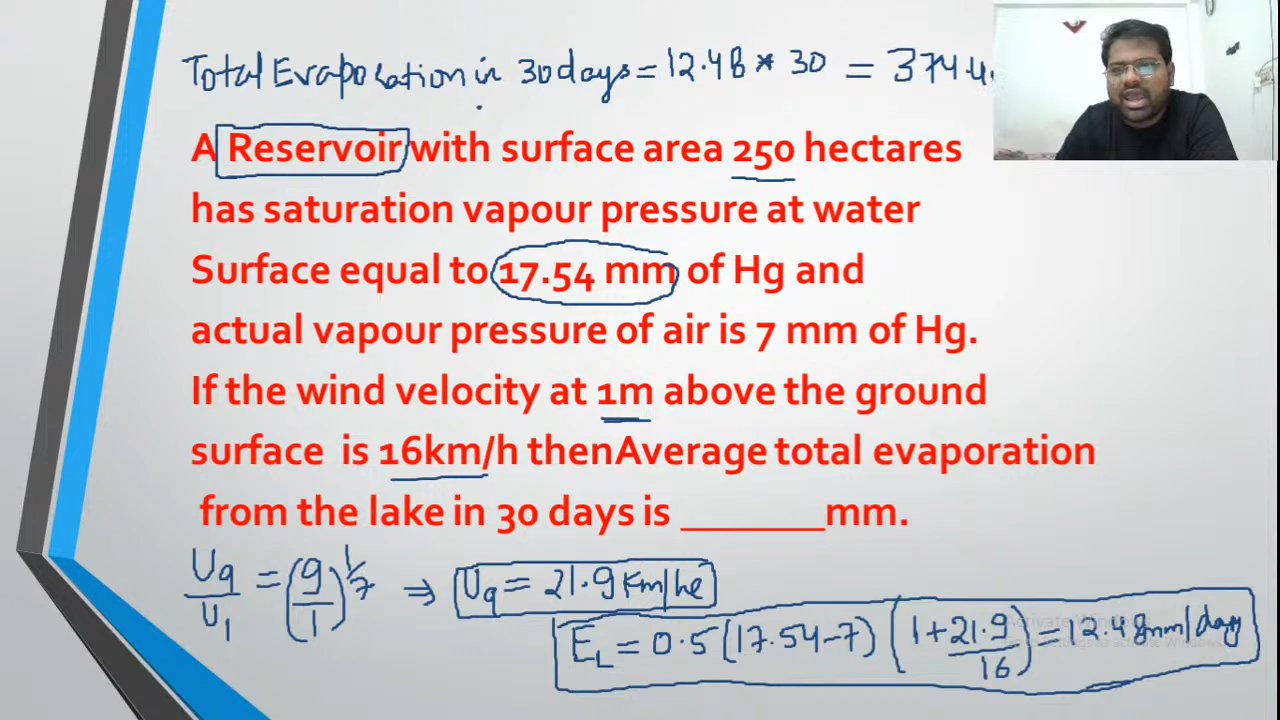 Total Evaporation in 30 days = 12.48 * 30 = 374.4
A Reservoir with surface area 250 hectares
has saturation vapour pressure at water
Surface equal to 17.54 mm of Hg and
actual vapour pressure of air is 7 mm of Hg.
If the wind velocity at 1m above the ground
surface is 16km/h thenAverage total evaporation
from the lake in 30 days is _______mm.
U9/U1 = (9/1)^1/7 ⇒ U9 = 21.9 Km/hr
EL = 0.5 (17.54-7) (1+21.9/16) = 12.48mm/day
Activate Windows